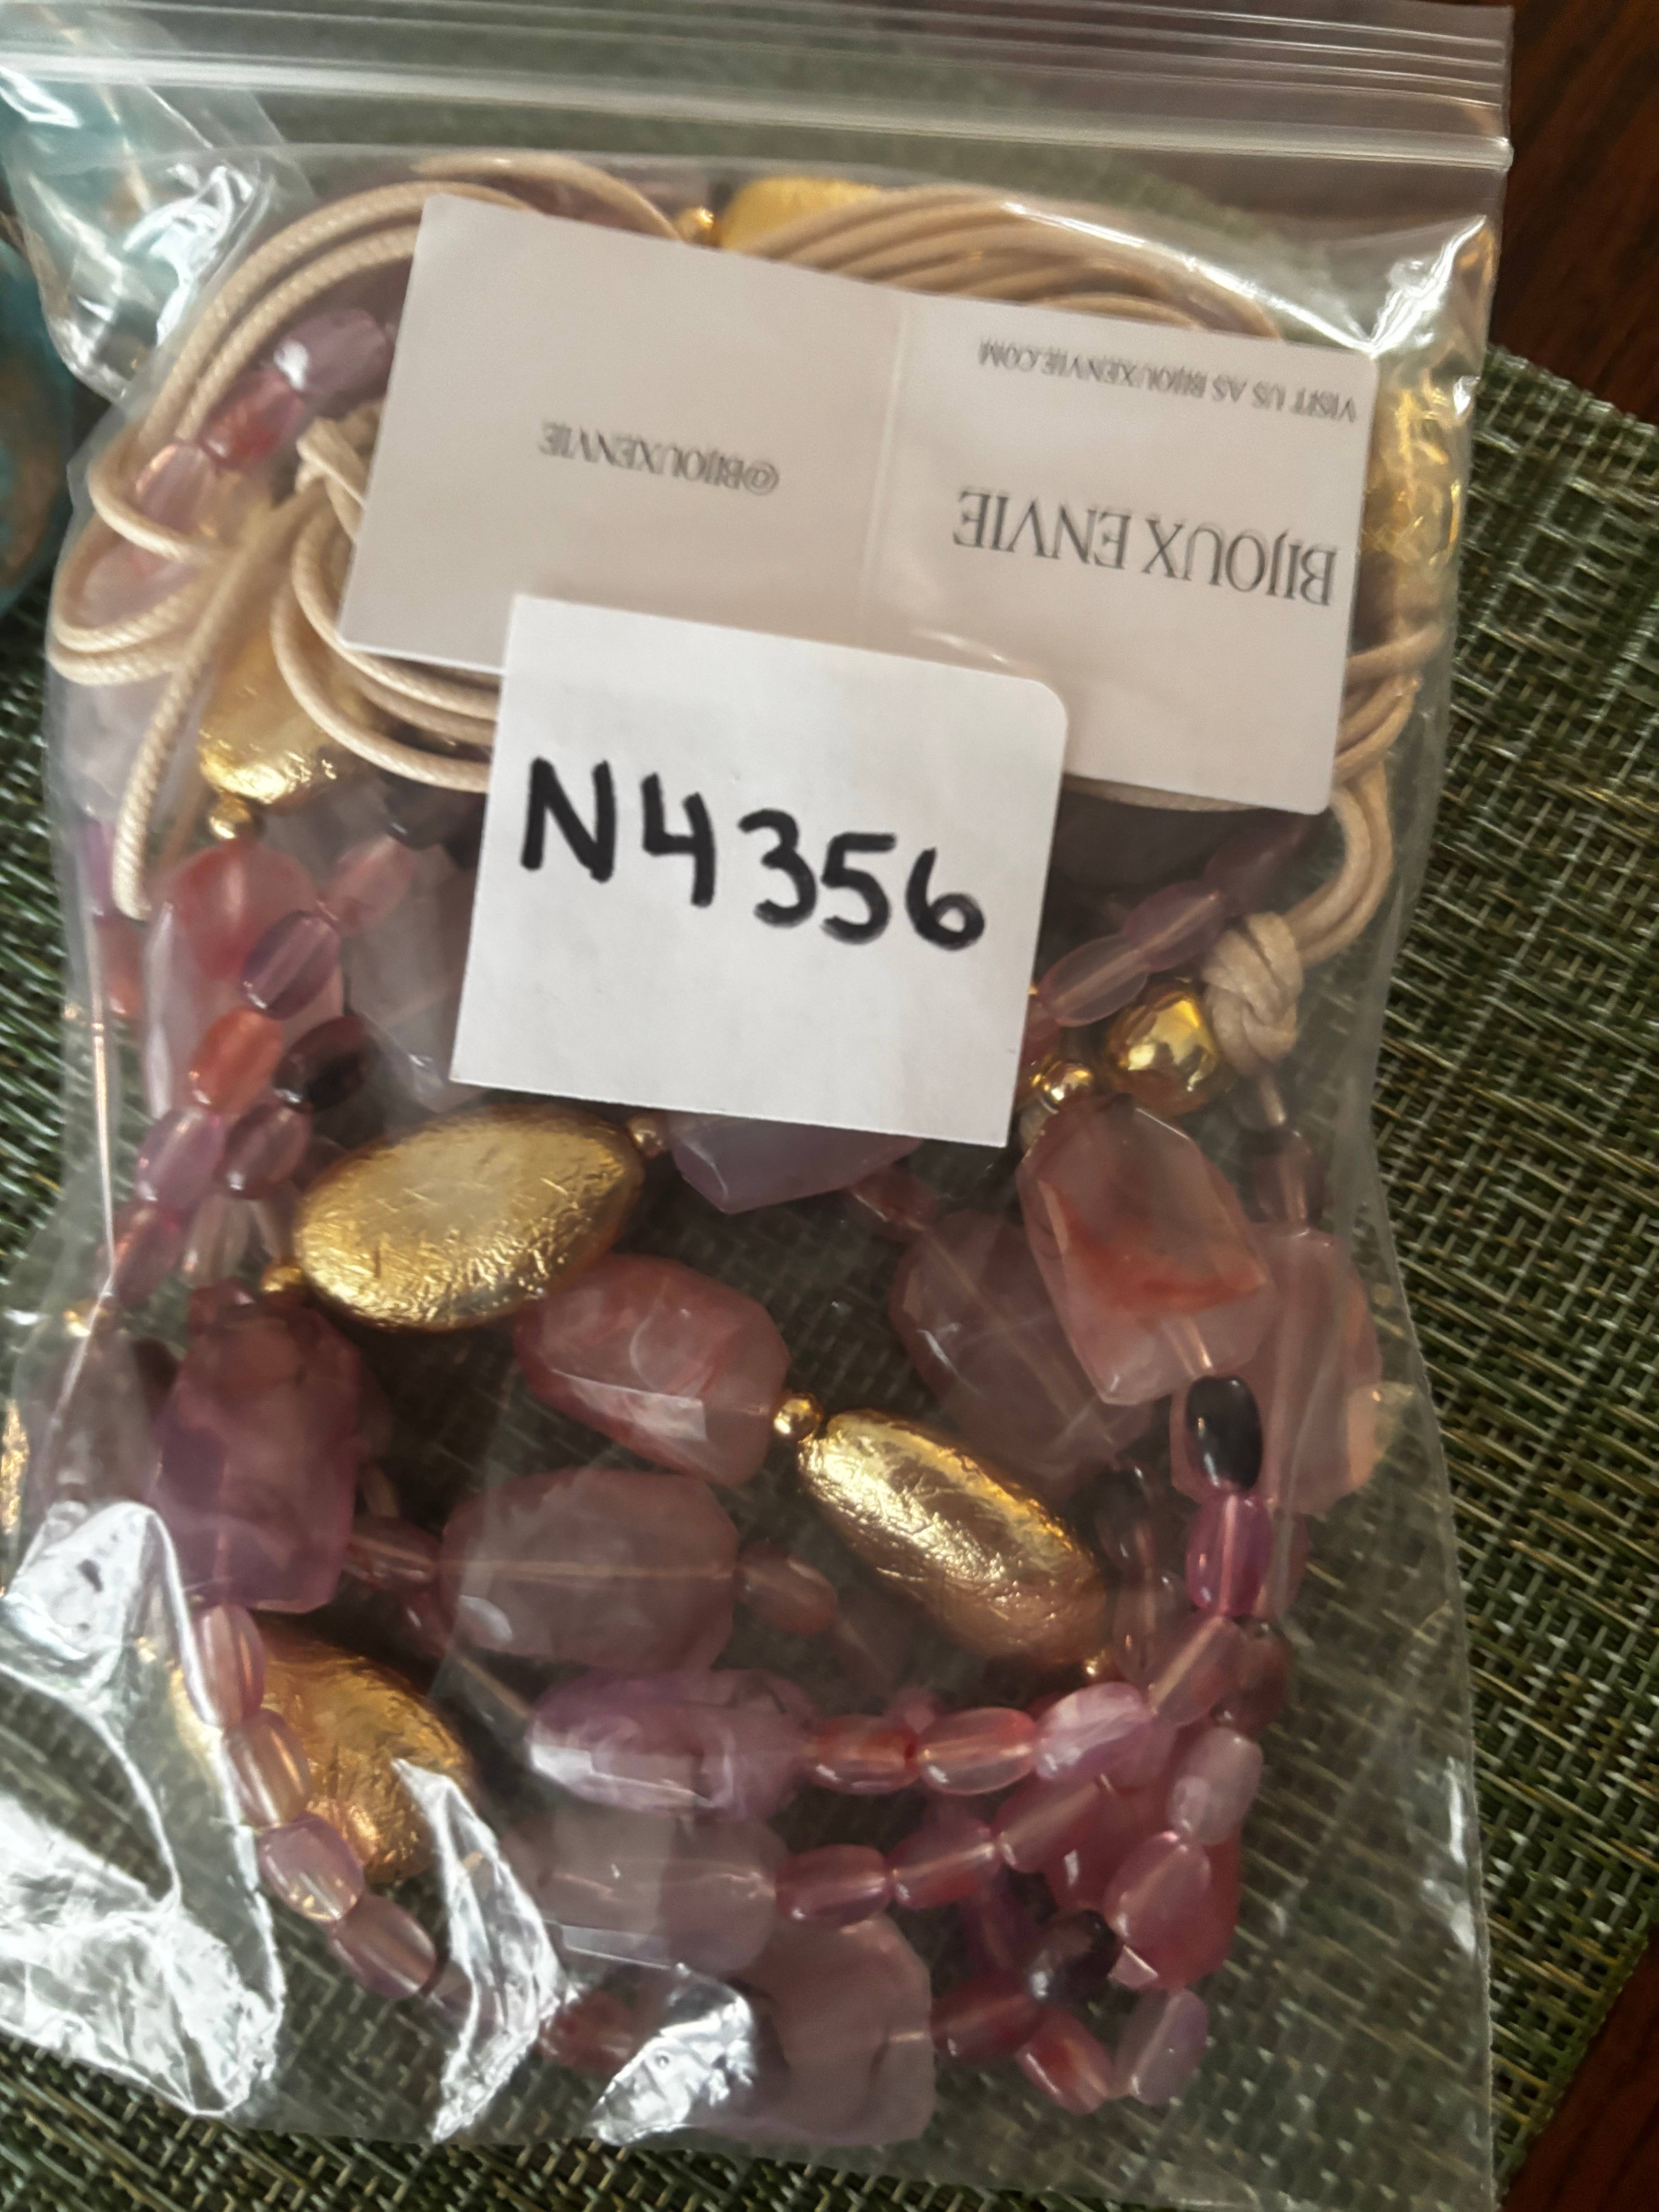 BIJOUX ENVIE
VISIT US AS BIJOUXENVIE.COM
@BIJOUXENVIE
N4356